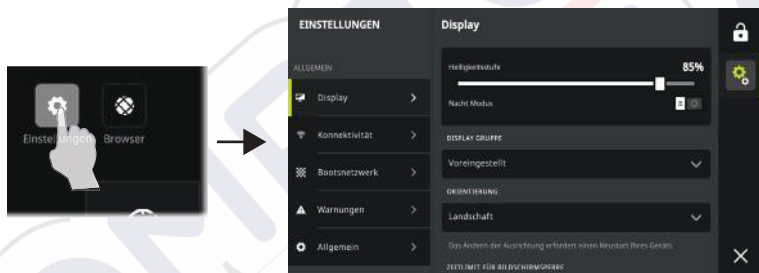 Einstellungen
Browser
EINSTELLUNGEN
ALLGEMEIN
Display
Konnektivität
Bootsnetzwerk
Warnungen
Allgemein
Display
Helligkeitsstufe 85%
Nacht Modus
DISPLAY GRUPPE
Voreingestellt
ORIENTIERUNG
Landschaft
Das Ändern der Ausrichtung erfordert einen Neustart Ihres Geräts.
ZEITLIMIT FÜR BILDSCHIRMSPERRE